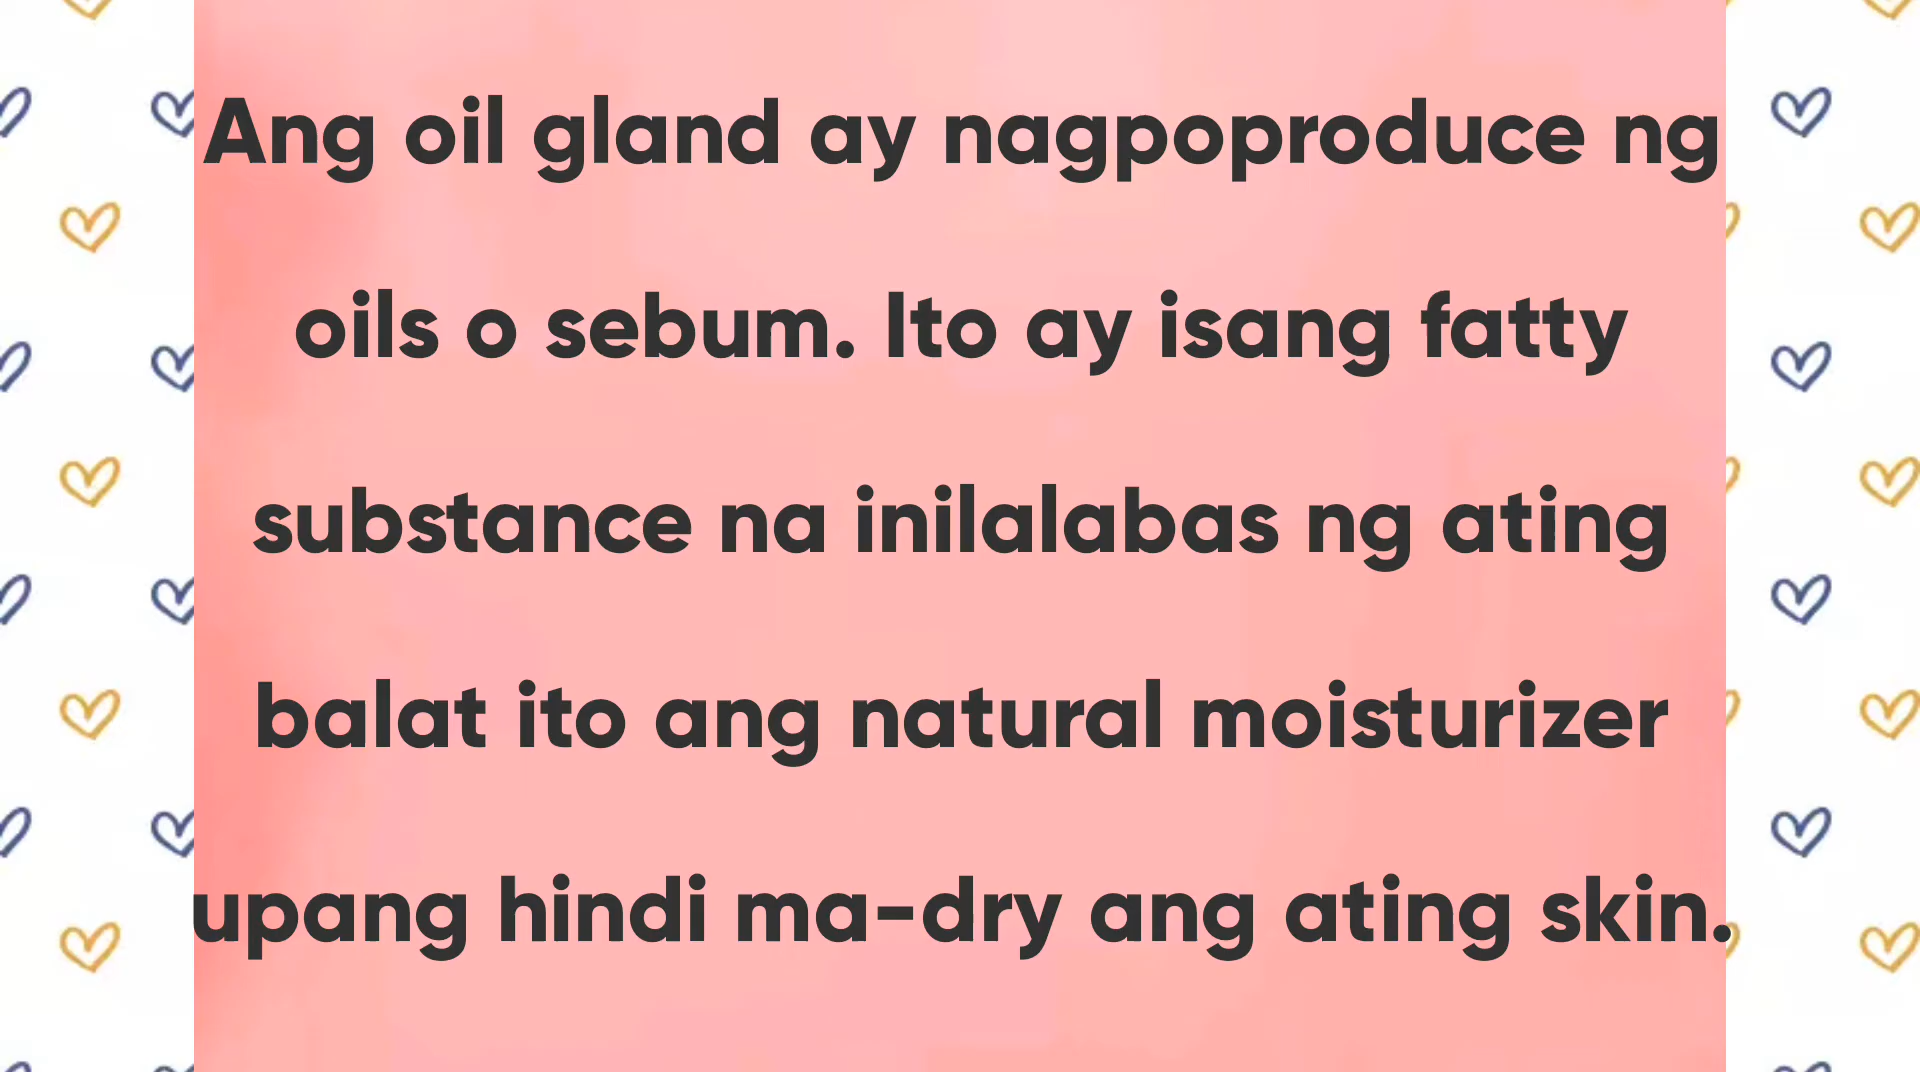 Ang oil gland ay nagpoproduce ng
oils o sebum. Ito ay isang fatty
substance na inilalabas ng ating
balat ito ang natural moisturizer
upang hindi ma-dry ang ating skin.